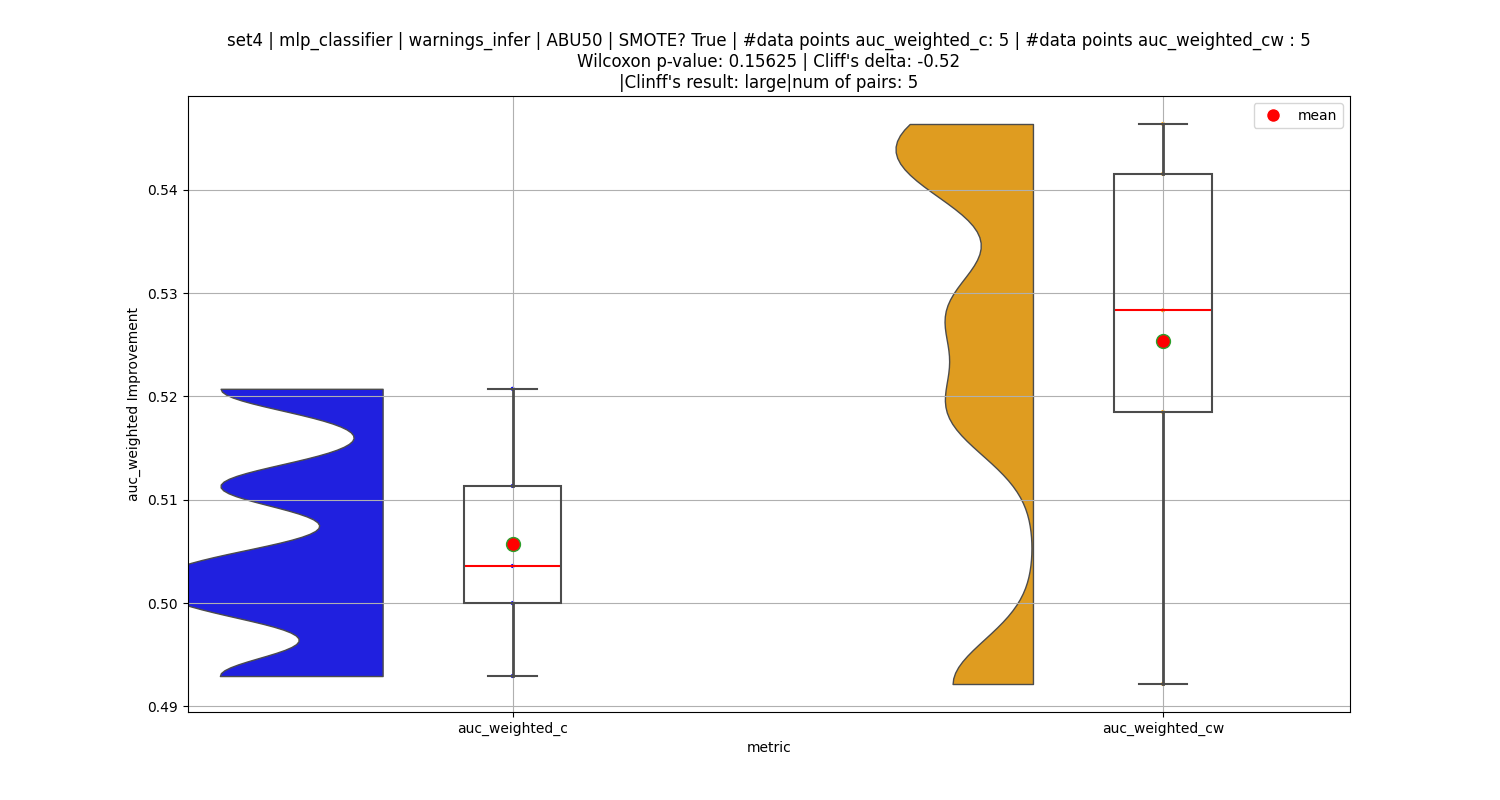 set4 | mlp_classifier | warnings_infer | ABU50 | SMOTE? True | #data points auc_weighted_c: 5 | #data points auc_weighted_cw : 5
Wilcoxon p-value: 0.15625 | Cliff's delta: -0.52
|Clinff's result: large|num of pairs: 5
mean
0.54
0.53
0.52
0.51
0.50
0.49
auc_weighted Improvement
auc_weighted_c
auc_weighted_cw
metric